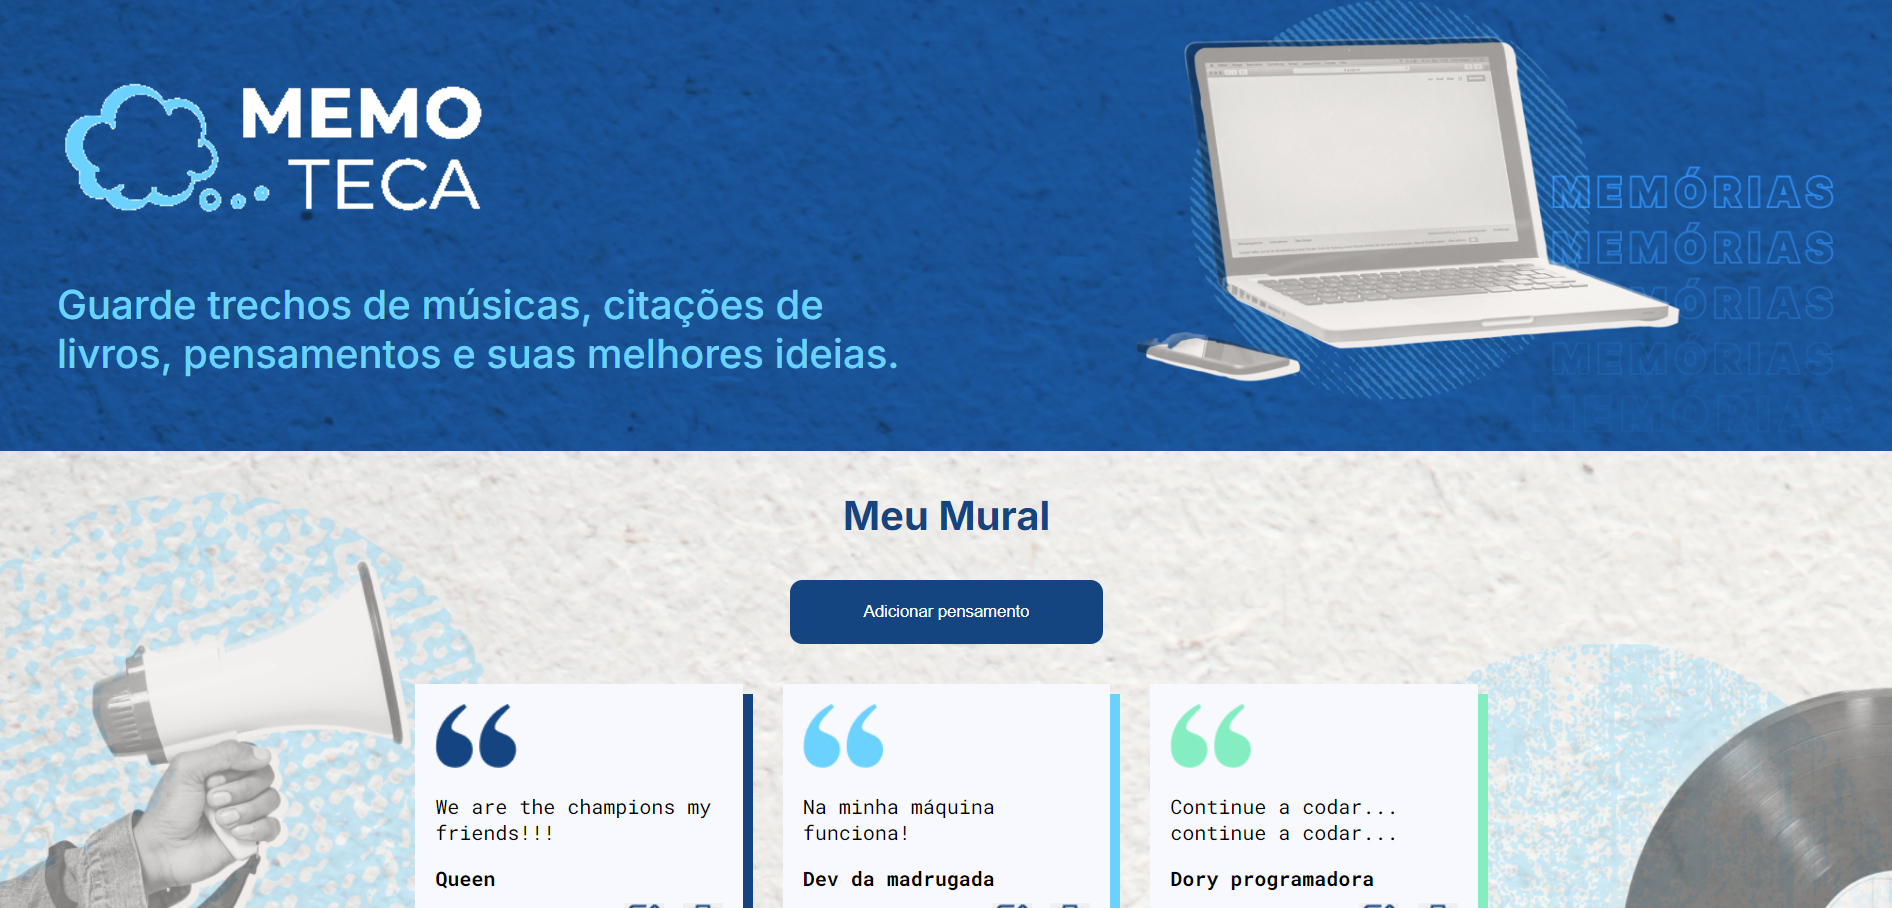 MEMO
TECA
Guarde trechos de músicas, citações de
livros, pensamentos e suas melhores ideias.
MEMÓRIAS
MEMÓRIAS
MEMÓRIAS
MEMÓRIAS
MEMÓRIAS
Meu Mural
Adicionar pensamento
We are the champions my
friends!!!
Queen
Na minha máquina
funciona!
Dev da madrugada
Continue a codar...
continue a codar...
Dory programadora